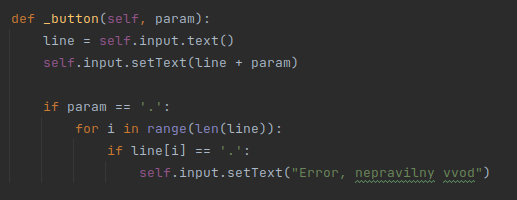 def _button(self, param):
    line = self.input.text()
    self.input.setText(line + param)

    if param == '.':
        for i in range(len(line)):
            if line[i] == '.':
                self.input.setText("Error, nepravilny vvod")